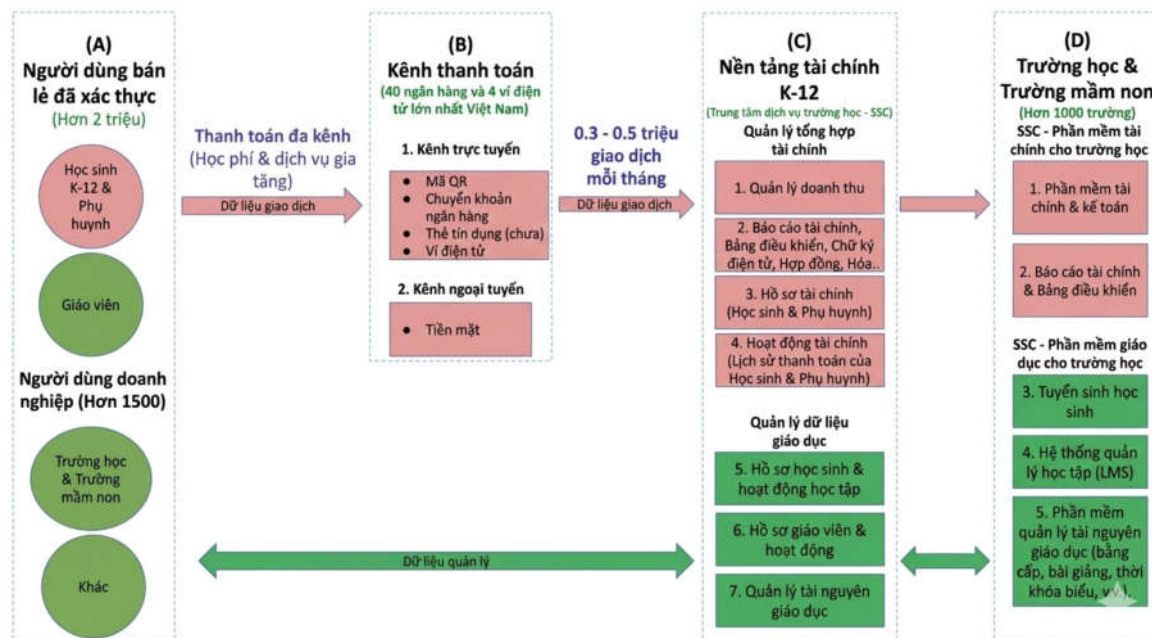 (A)
Người dùng bán
lẻ đã xác thực
(Hơn 2 triệu)
Học sinh
K-12 &
Phụ
huynh
Giáo viên
Người dùng doanh
nghiệp (Hơn 1500)
Trường học
& Trường
mầm non
Khác
Thanh toán đa kênh
(Học phí & dịch vụ gia
tăng)
Dữ liệu giao dịch
(B)
Kênh thanh toán
(40 ngân hàng và 4 ví điện
tử lớn nhất Việt Nam)
1. Kênh trực tuyến
● Mã QR
● Chuyển khoản
ngân hàng
● Thẻ tín dụng (chưa)
● Ví điện tử
2. Kênh ngoại tuyến
● Tiền mặt
0.3 - 0.5 triệu
giao dịch
mỗi tháng
Dữ liệu giao dịch
(C)
Nền tảng tài chính
K-12
(Trung tâm dịch vụ trường học - SSC)
Quản lý tổng hợp
tài chính
1. Quản lý doanh thu
2. Báo cáo tài chính,
Bảng điều khiển, Chữ ký
điện tử, Hợp đồng, Hóa..
3. Hồ sơ tài chính
(Học sinh & Phụ huynh)
4. Hoạt động tài chính
(Lịch sử thanh toán của
Học sinh & Phụ huynh)
Quản lý dữ liệu
giáo dục
5. Hồ sơ học sinh &
hoạt động học tập
6. Hồ sơ giáo viên &
hoạt động
7. Quản lý tài nguyên
giáo dục
Dữ liệu quản lý
(D)
Trường học &
Trường mầm non
(Hơn 1000 trường)
SSC - Phần mềm tài
chính cho trường học
1. Phần mềm tài
chính & kế toán
2. Báo cáo tài chính
& Bảng điều khiển
SSC - Phần mềm giáo
dục cho trường học
3. Tuyển sinh học
sinh
4. Hệ thống quản
lý học tập (LMS)
5. Phần mềm
quản lý tài nguyên
giáo dục (bằng
cấp, bài giảng, thời
khóa biểu, v.v.).